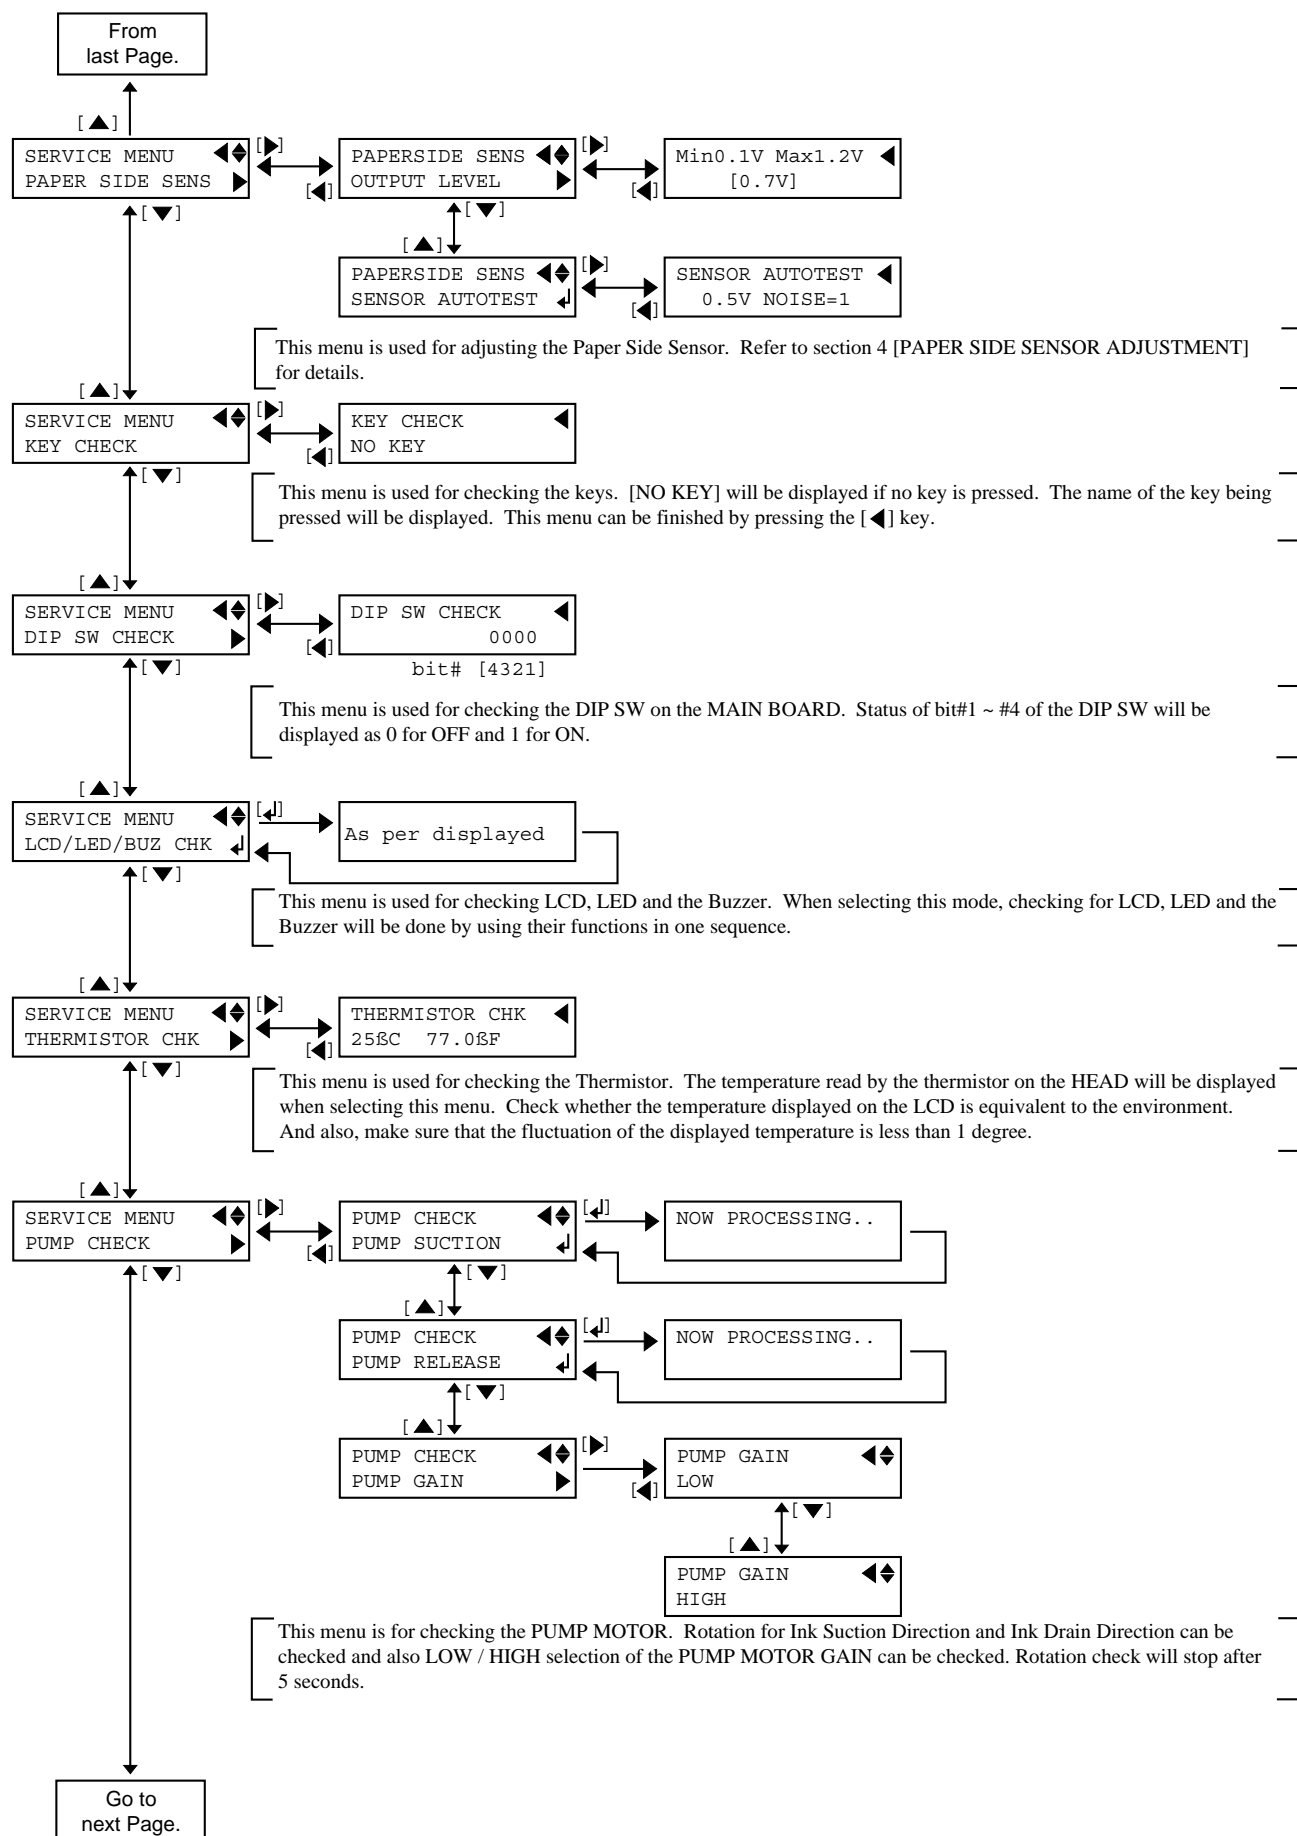 From
last Page.
[▲]
SERVICE MENU ◀◆
PAPER SIDE SENS ▶
[▶]
[◀]
PAPERSIDE SENS ◀◆
OUTPUT LEVEL ▶
[▶]
[◀]
Min0.1V Max1.2V ◀
[0.7V]
[▼]
[▼]
[▲]
PAPERSIDE SENS ◀◆
SENSOR AUTOTEST ↲
[▶]
[◀]
SENSOR AUTOTEST ◀
0.5V NOISE=1
This menu is used for adjusting the Paper Side Sensor. Refer to section 4 [PAPER SIDE SENSOR ADJUSTMENT]
for details.
[▲]
SERVICE MENU ◀◆
KEY CHECK
[▶]
[◀]
KEY CHECK ◀
NO KEY
[▼]
This menu is used for checking the keys. [NO KEY] will be displayed if no key is pressed. The name of the key being
pressed will be displayed. This menu can be finished by pressing the [◀] key.
[▲]
SERVICE MENU ◀◆
DIP SW CHECK ▶
[▶]
[◀]
DIP SW CHECK ◀
0000
bit# [4321]
[▼]
This menu is used for checking the DIP SW on the MAIN BOARD. Status of bit#1 ~ #4 of the DIP SW will be
displayed as 0 for OFF and 1 for ON.
[▲]
SERVICE MENU ◀◆
LCD/LED/BUZ CHK ↲
[↲]
As per displayed
[▼]
This menu is used for checking LCD, LED and the Buzzer. When selecting this mode, checking for LCD, LED and the
Buzzer will be done by using their functions in one sequence.
[▲]
SERVICE MENU ◀◆
THERMISTOR CHK ▶
[▶]
[◀]
THERMISTOR CHK ◀
25ßC 77.0ßF
[▼]
This menu is used for checking the Thermistor. The temperature read by the thermistor on the HEAD will be displayed
when selecting this menu. Check whether the temperature displayed on the LCD is equivalent to the environment.
And also, make sure that the fluctuation of the displayed temperature is less than 1 degree.
[▲]
SERVICE MENU ◀◆
PUMP CHECK ▶
[▶]
[◀]
PUMP CHECK ◀◆
PUMP SUCTION ↲
[↲]
NOW PROCESSING..
[▼]
[▼]
[▲]
PUMP CHECK ◀◆
PUMP RELEASE ↲
[↲]
NOW PROCESSING..
[▼]
[▲]
PUMP CHECK ◀◆
PUMP GAIN ▶
[▶]
[◀]
PUMP GAIN ◀◆
LOW
[▼]
[▲]
PUMP GAIN ◀◆
HIGH
This menu is for checking the PUMP MOTOR. Rotation for Ink Suction Direction and Ink Drain Direction can be
checked and also LOW / HIGH selection of the PUMP MOTOR GAIN can be checked. Rotation check will stop after
5 seconds.
Go to
next Page.